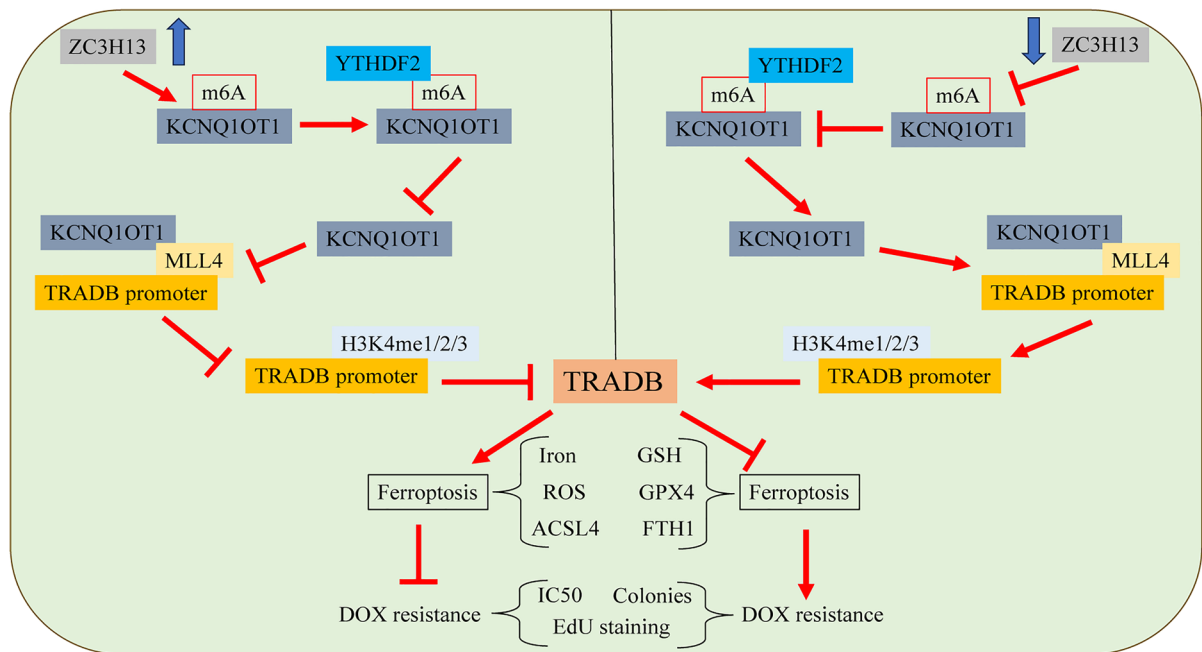 ZC3H13
m6A
KCNQ1OT1
YTHDF2
m6A
KCNQ1OT1
KCNQ1OT1
KCNQ1OT1
MLL4
TRADB promoter
H3K4me1/2/3
TRADB promoter
ZC3H13
m6A
KCNQ1OT1
YTHDF2
m6A
KCNQ1OT1
KCNQ1OT1
KCNQ1OT1
MLL4
TRADB promoter
H3K4me1/2/3
TRADB promoter
TRADB
Ferroptosis
Iron
ROS
ACSL4
GSH
GPX4
FTH1
Ferroptosis
DOX resistance
IC50 Colonies
EdU staining
DOX resistance